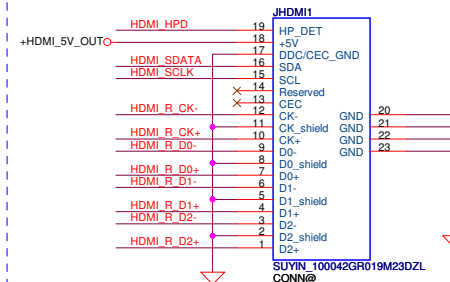 JHDMI1
HDMI_HPD 19 HP_DET
+HDMI_5V_OUT 18 +5V
17 DDC/CEC_GND
HDMI_SDATA 16 SDA
HDMI_SCLK 15 SCL
14 Reserved
13 CEC
HDMI_R_CK- 12 CK- GND 20
11 CK_shield GND 21
HDMI_R_CK+ 10 CK+ GND 22
HDMI_R_D0- 9 D0- GND 23
8 D0_shield
HDMI_R_D0+ 7 D0+
HDMI_R_D1- 6 D1-
5 D1_shield
HDMI_R_D1+ 4 D1+
HDMI_R_D2- 3 D2-
2 D2_shield
HDMI_R_D2+ 1 D2+
SUYIN_100042GR019M23DZL
CONN@